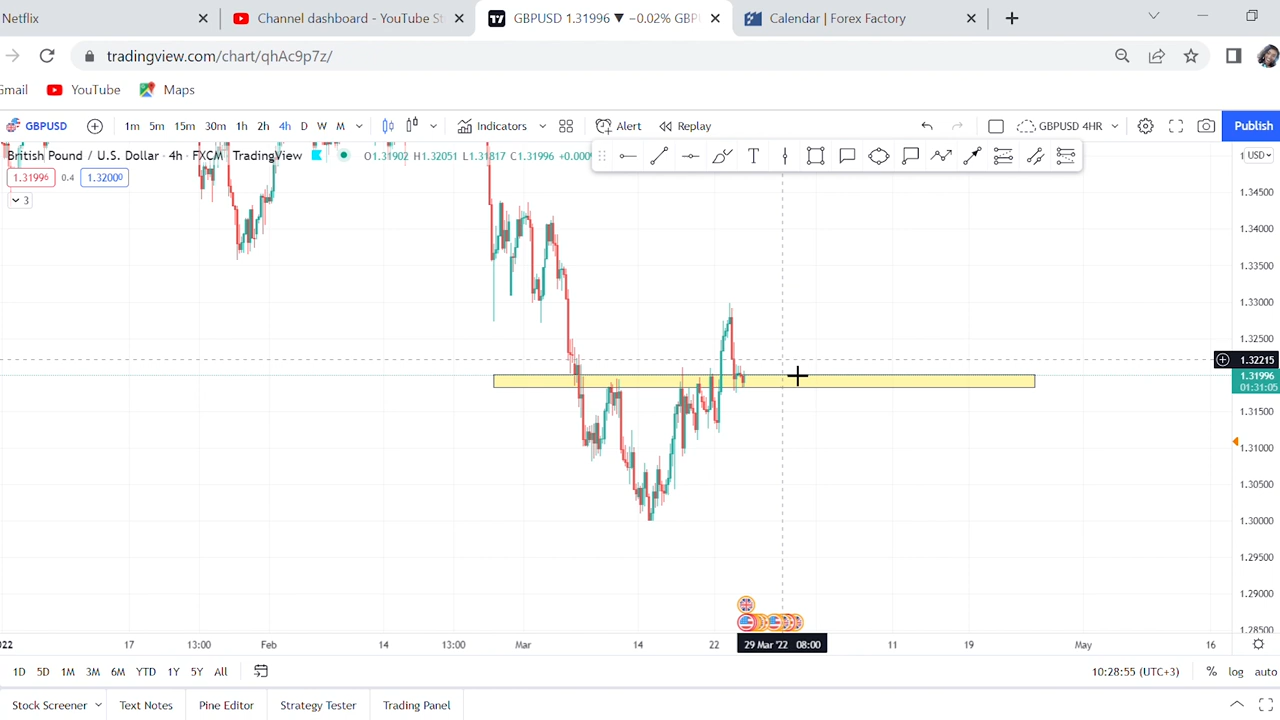 Netflix
Channel dashboard - YouTube St
GBPUSD 1.31996 ▼ −0.02% GBP
Calendar | Forex Factory
tradingview.com/chart/qhAc9p7z/
Gmail
YouTube
Maps
GBPUSD
1m 5m 15m 30m 1h 2h 4h D W M
Indicators
Alert
Replay
GBPUSD 4HR
Publish
British Pound / U.S. Dollar · 4h · FXCM · TradingView
O1.31902 H1.32051 L1.31817 C1.31996
1.31996 0.4 1.32000
3
USD
1.34500
1.34000
1.33500
1.33000
1.32500
1.32215
1.31996
01:31:05
1.31500
1.31000
1.30500
1.30000
1.29500
1.29000
1.28500
2022 17 13:00 Feb 14 13:00 Mar 14 22 29 Mar '22 08:00 11 19 May 16
1D 5D 1M 3M 6M YTD 1Y 5Y All
10:28:55 (UTC+3)
% log auto
Stock Screener Text Notes Pine Editor Strategy Tester Trading Panel